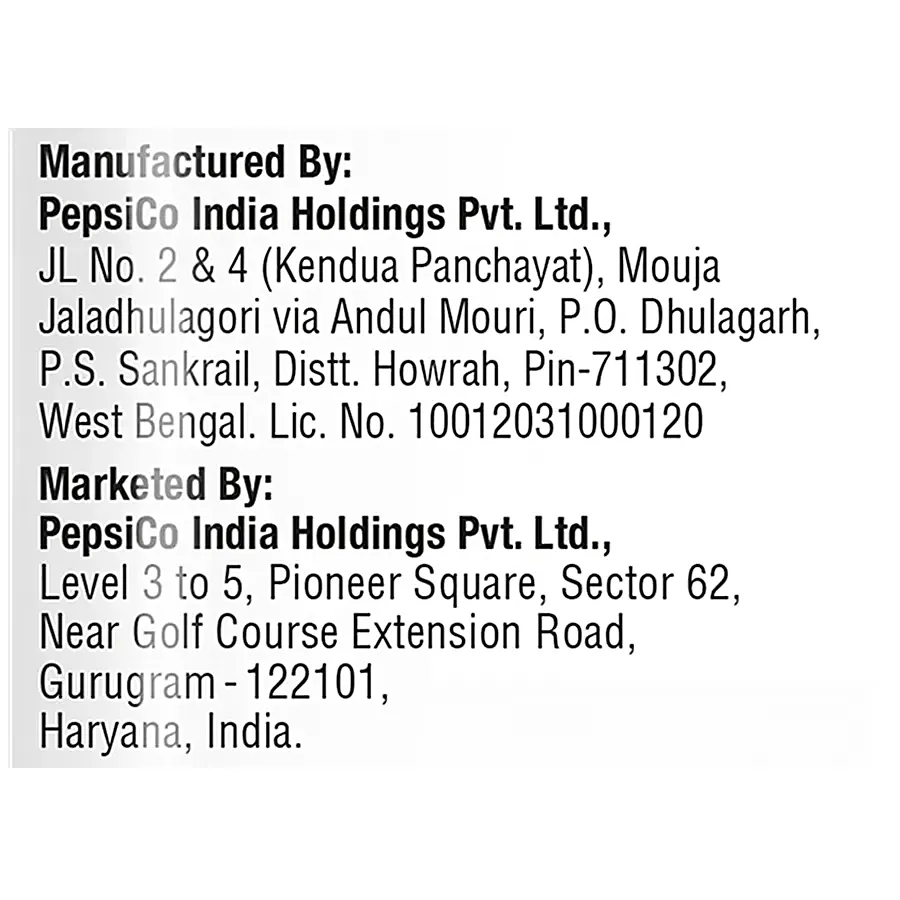 Manufactured By:
PepsiCo India Holdings Pvt. Ltd.,
JL No. 2 & 4 (Kendua Panchayat), Mouja
Jaladhulagori via Andul Mouri, P.O. Dhulagarh,
P.S. Sankrail, Distt. Howrah, Pin-711302,
West Bengal. Lic. No. 10012031000120
Marketed By:
PepsiCo India Holdings Pvt. Ltd.,
Level 3 to 5, Pioneer Square, Sector 62,
Near Golf Course Extension Road,
Gurugram - 122101,
Haryana, India.